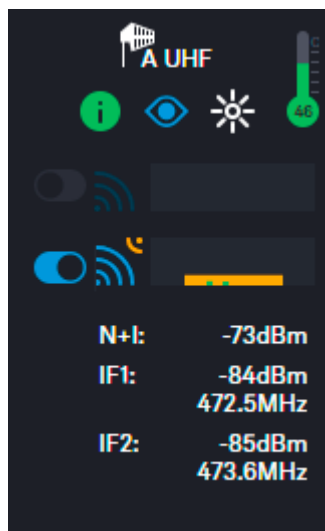 A UHF
46
N+I: -73dBm
IF1: -84dBm
472.5MHz
IF2: -85dBm
473.6MHz